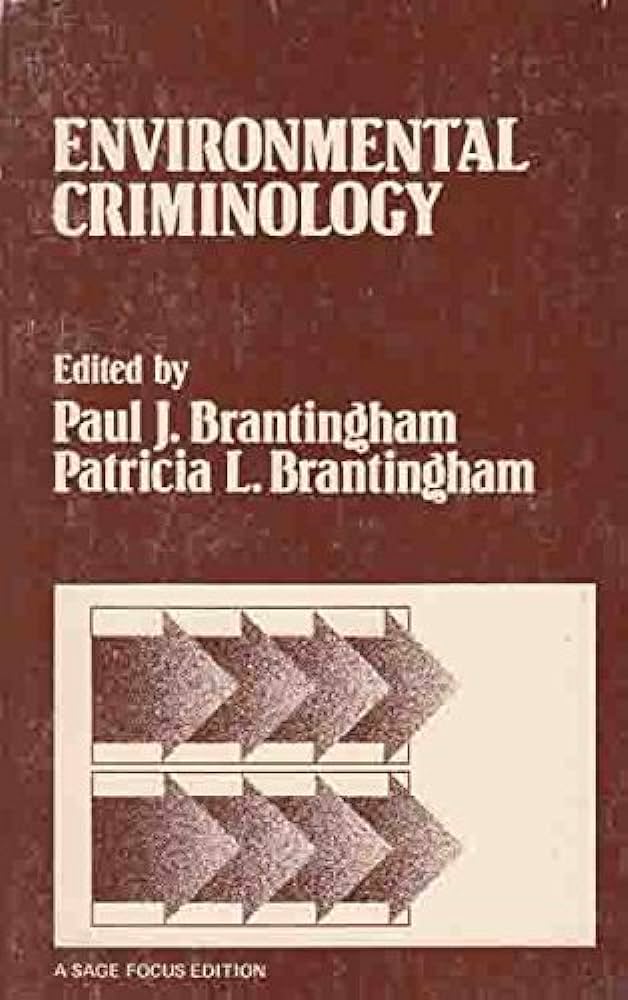 ENVIRONMENTAL
CRIMINOLOGY
Edited by
Paul J. Brantingham
Patricia L. Brantingham
A SAGE FOCUS EDITION